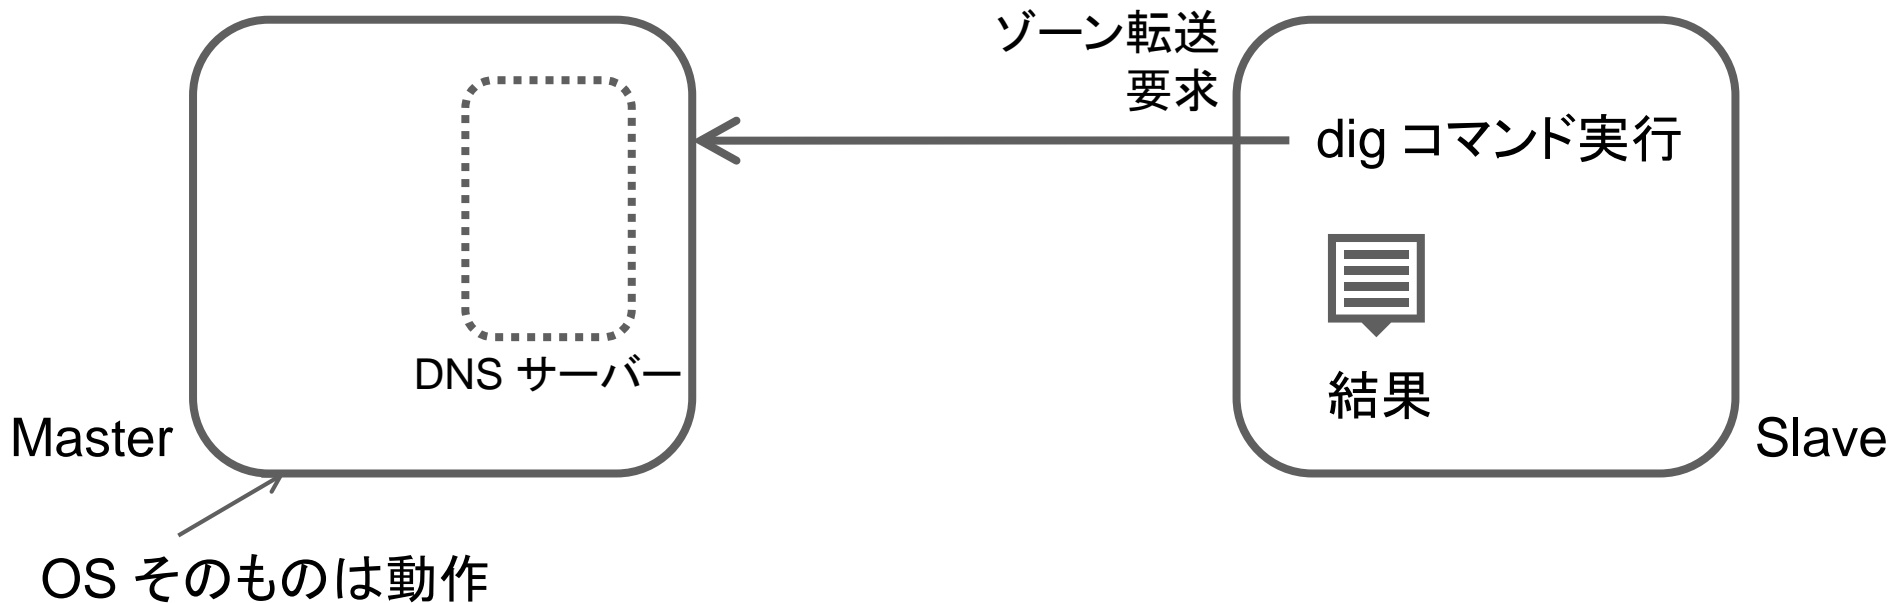 ゾーン転送
要求
dig コマンド実行
DNS サーバー
結果
Master
Slave
OS そのものは動作